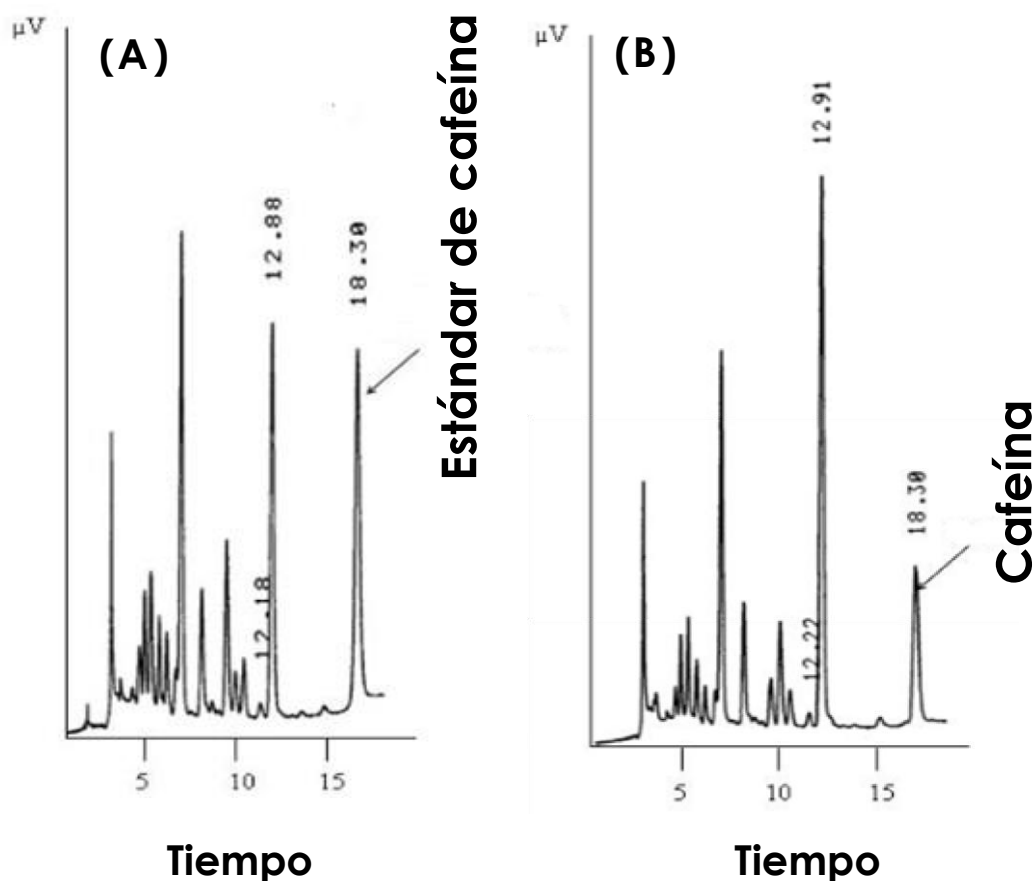 µV
(A)
Estándar de cafeína
12.88
18.30
12.18
5
10
15
Tiempo
µV
(B)
12.91
18.30
Cafeína
12.22
5
10
15
Tiempo